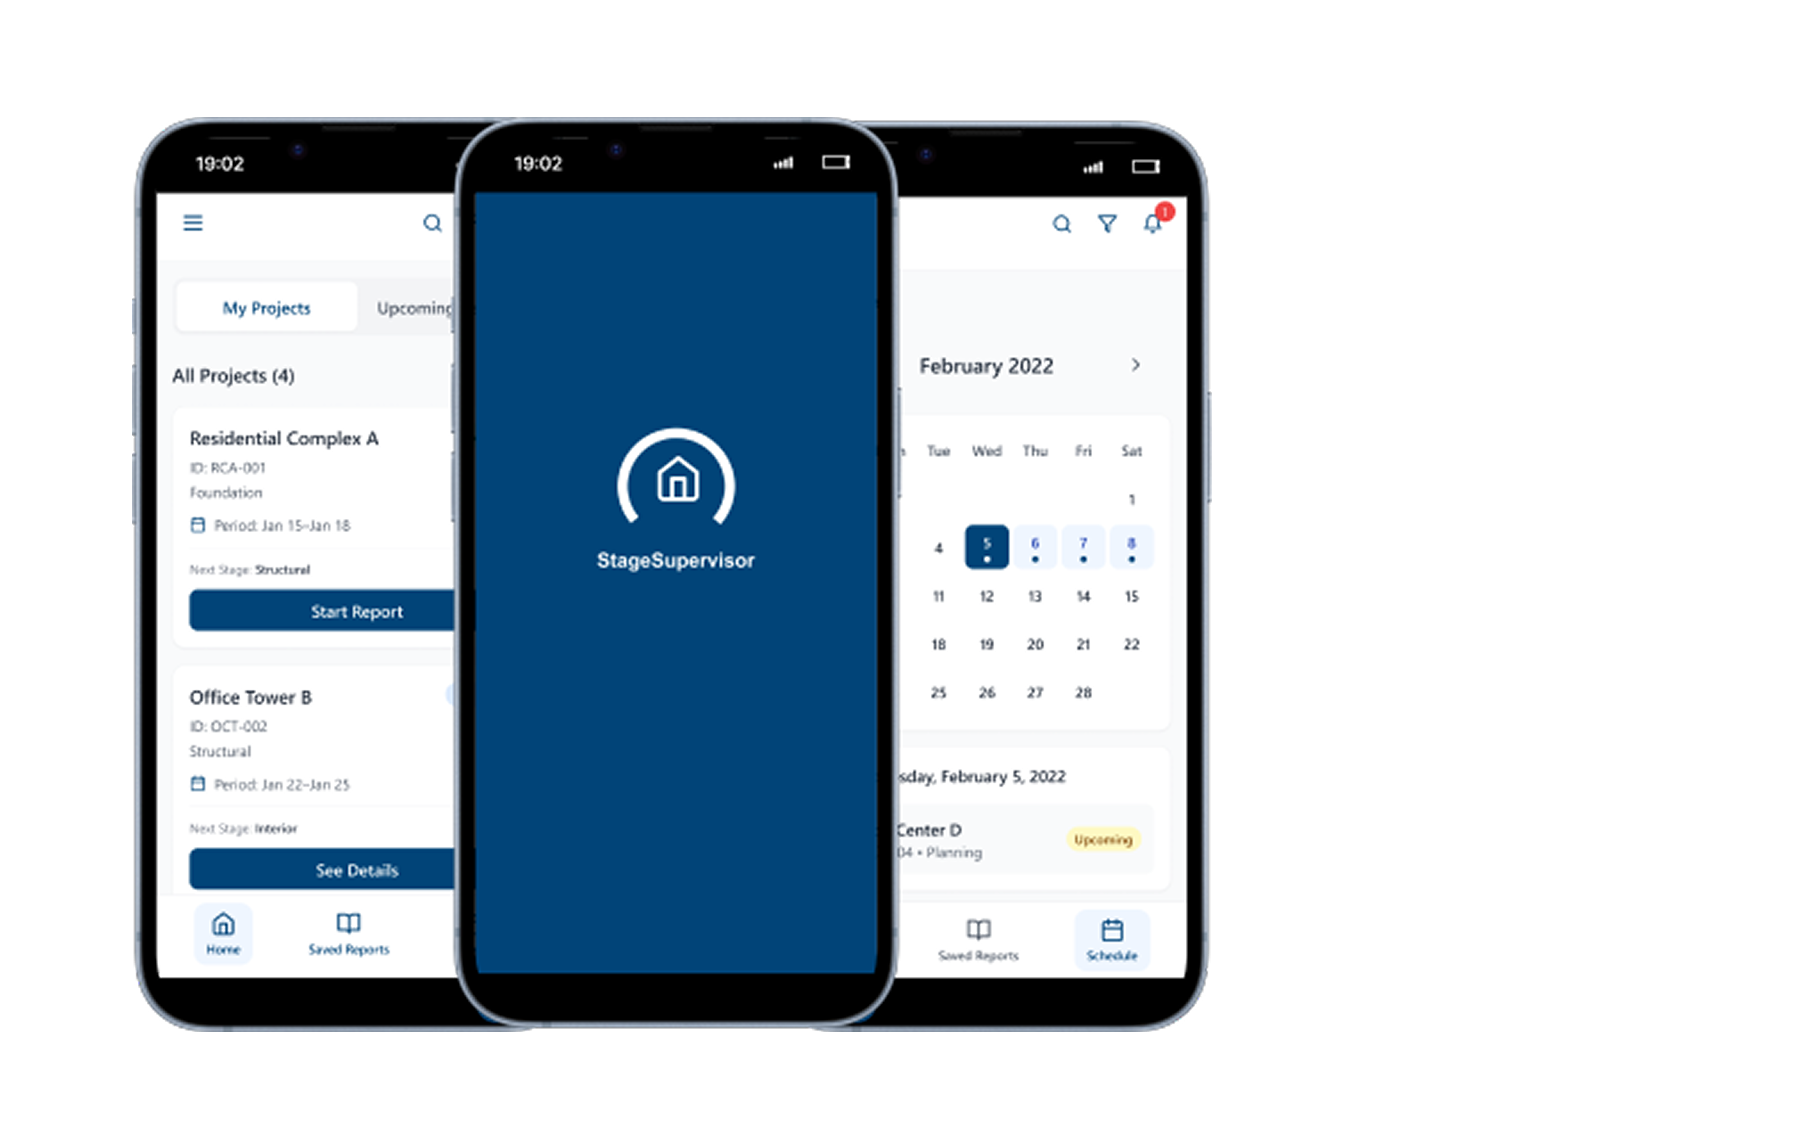 19:02
My Projects Upcoming
All Projects (4)
Residential Complex A
ID: RCA-001
Foundation
Period: Jan 15–Jan 18
Next Stage: Structural
Start Report
Office Tower B
ID: OCT-002
Structural
Period: Jan 22–Jan 25
Next Stage: Interior
See Details
Home Saved Reports
19:02
StageSupervisor
1
February 2022
Tue Wed Thu Fri Sat
1
4 5 6 7 8
11 12 13 14 15
18 19 20 21 22
25 26 27 28
sday, February 5, 2022
Center D
Upcoming
04 • Planning
Saved Reports Schedule